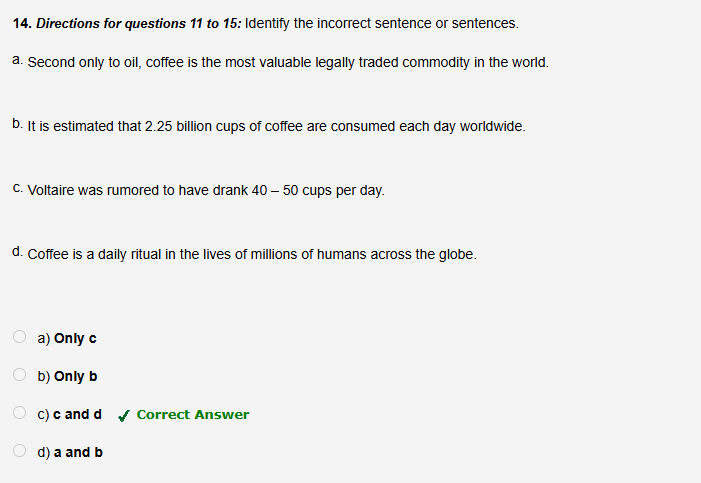 14. Directions for questions 11 to 15: Identify the incorrect sentence or sentences.
a. Second only to oil, coffee is the most valuable legally traded commodity in the world.
b. It is estimated that 2.25 billion cups of coffee are consumed each day worldwide.
c. Voltaire was rumored to have drank 40 – 50 cups per day.
d. Coffee is a daily ritual in the lives of millions of humans across the globe.
a) Only c
b) Only b
c) c and d ✓ Correct Answer
d) a and b